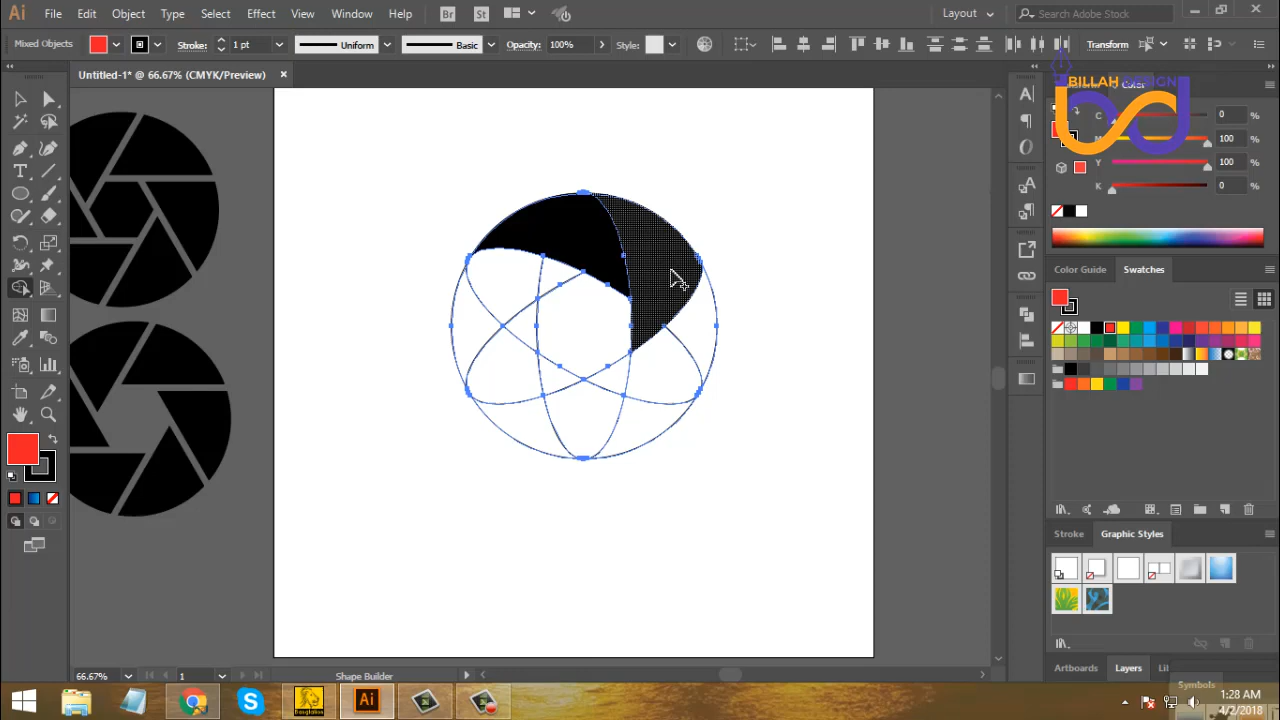 Ai File Edit Object Type Select Effect View Window Help Br St Layout Search Adobe Stock
Mixed Objects Stroke: 1 pt Uniform Basic Opacity: 100% Style: Transform
Untitled-1* @ 66.67% (CMYK/Preview)
BILLAH DESIGN
Color
C 0 %
M 100 %
Y 100 %
K 0 %
Color Guide Swatches
Stroke Graphic Styles
Artboards Layers Lib
Symbols
66.67% 1 Shape Builder
Banglalion Ai
1:28 AM
4/2/2018